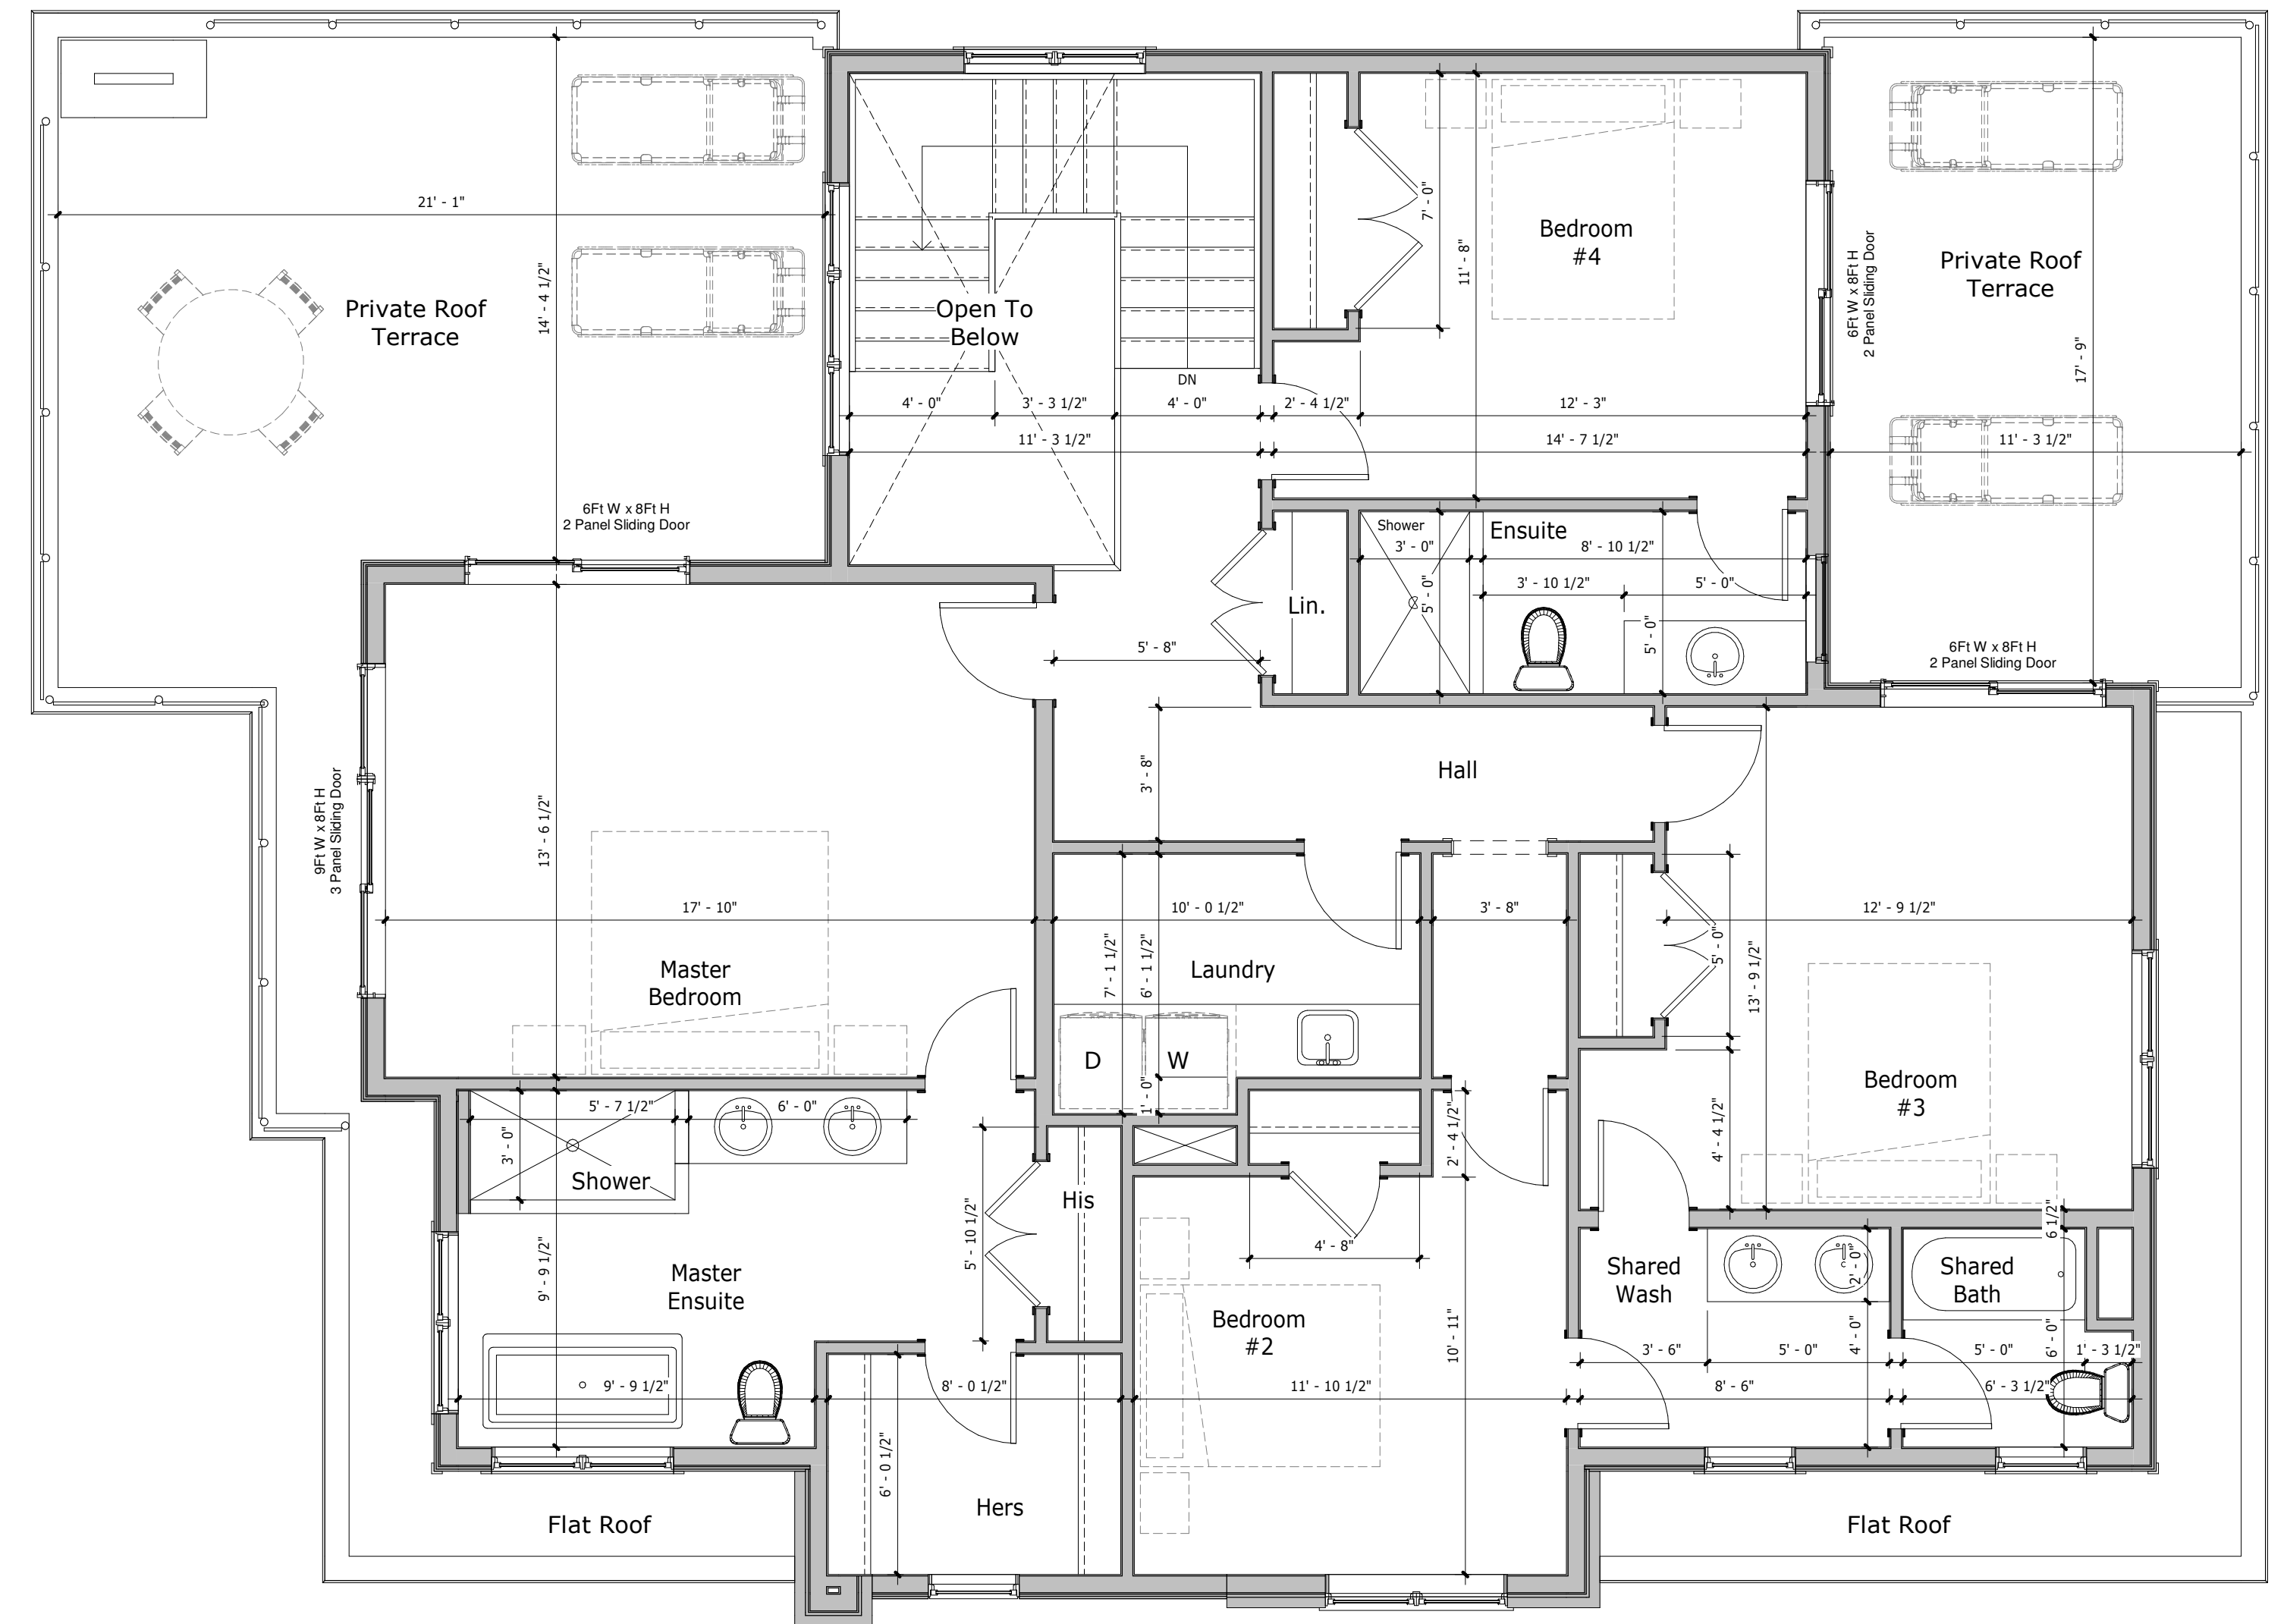 21' - 1"
14' - 4 1/2"
Private Roof
Terrace
6Ft W x 8Ft H
2 Panel Sliding Door
Open To
Below
DN
4' - 0"
3' - 3 1/2"
4' - 0"
11' - 3 1/2"
7' - 0"
11' - 8"
Bedroom
#4
2' - 4 1/2"
12' - 3"
14' - 7 1/2"
6Ft W x 8Ft H
2 Panel Sliding Door
Private Roof
Terrace
17' - 9"
11' - 3 1/2"
6Ft W x 8Ft H
2 Panel Sliding Door
Shower
3' - 0"
5' - 0"
Ensuite
8' - 10 1/2"
3' - 10 1/2"
5' - 0"
5' - 0"
Lin.
5' - 8"
3' - 8"
Hall
9Ft W x 8Ft H
3 Panel Sliding Door
13' - 6 1/2"
17' - 10"
Master
Bedroom
10' - 0 1/2"
7' - 1 1/2"
6' - 1 1/2"
Laundry
D
W
1' - 0"
3' - 8"
12' - 9 1/2"
5' - 0"
13' - 9 1/2"
Bedroom
#3
4' - 4 1/2"
5' - 7 1/2"
6' - 0"
3' - 0"
Shower
9' - 9 1/2"
Master
Ensuite
9' - 9 1/2"
5' - 10 1/2"
His
8' - 0 1/2"
6' - 0 1/2"
Hers
2' - 4 1/2"
4' - 8"
Bedroom
#2
10' - 11"
11' - 10 1/2"
Shared
Wash
2' - 0"
4' - 0"
3' - 6"
5' - 0"
8' - 6"
Shared
Bath
6 1/2"
6' - 0"
5' - 0"
1' - 3 1/2"
6' - 3 1/2"
Flat Roof
Flat Roof